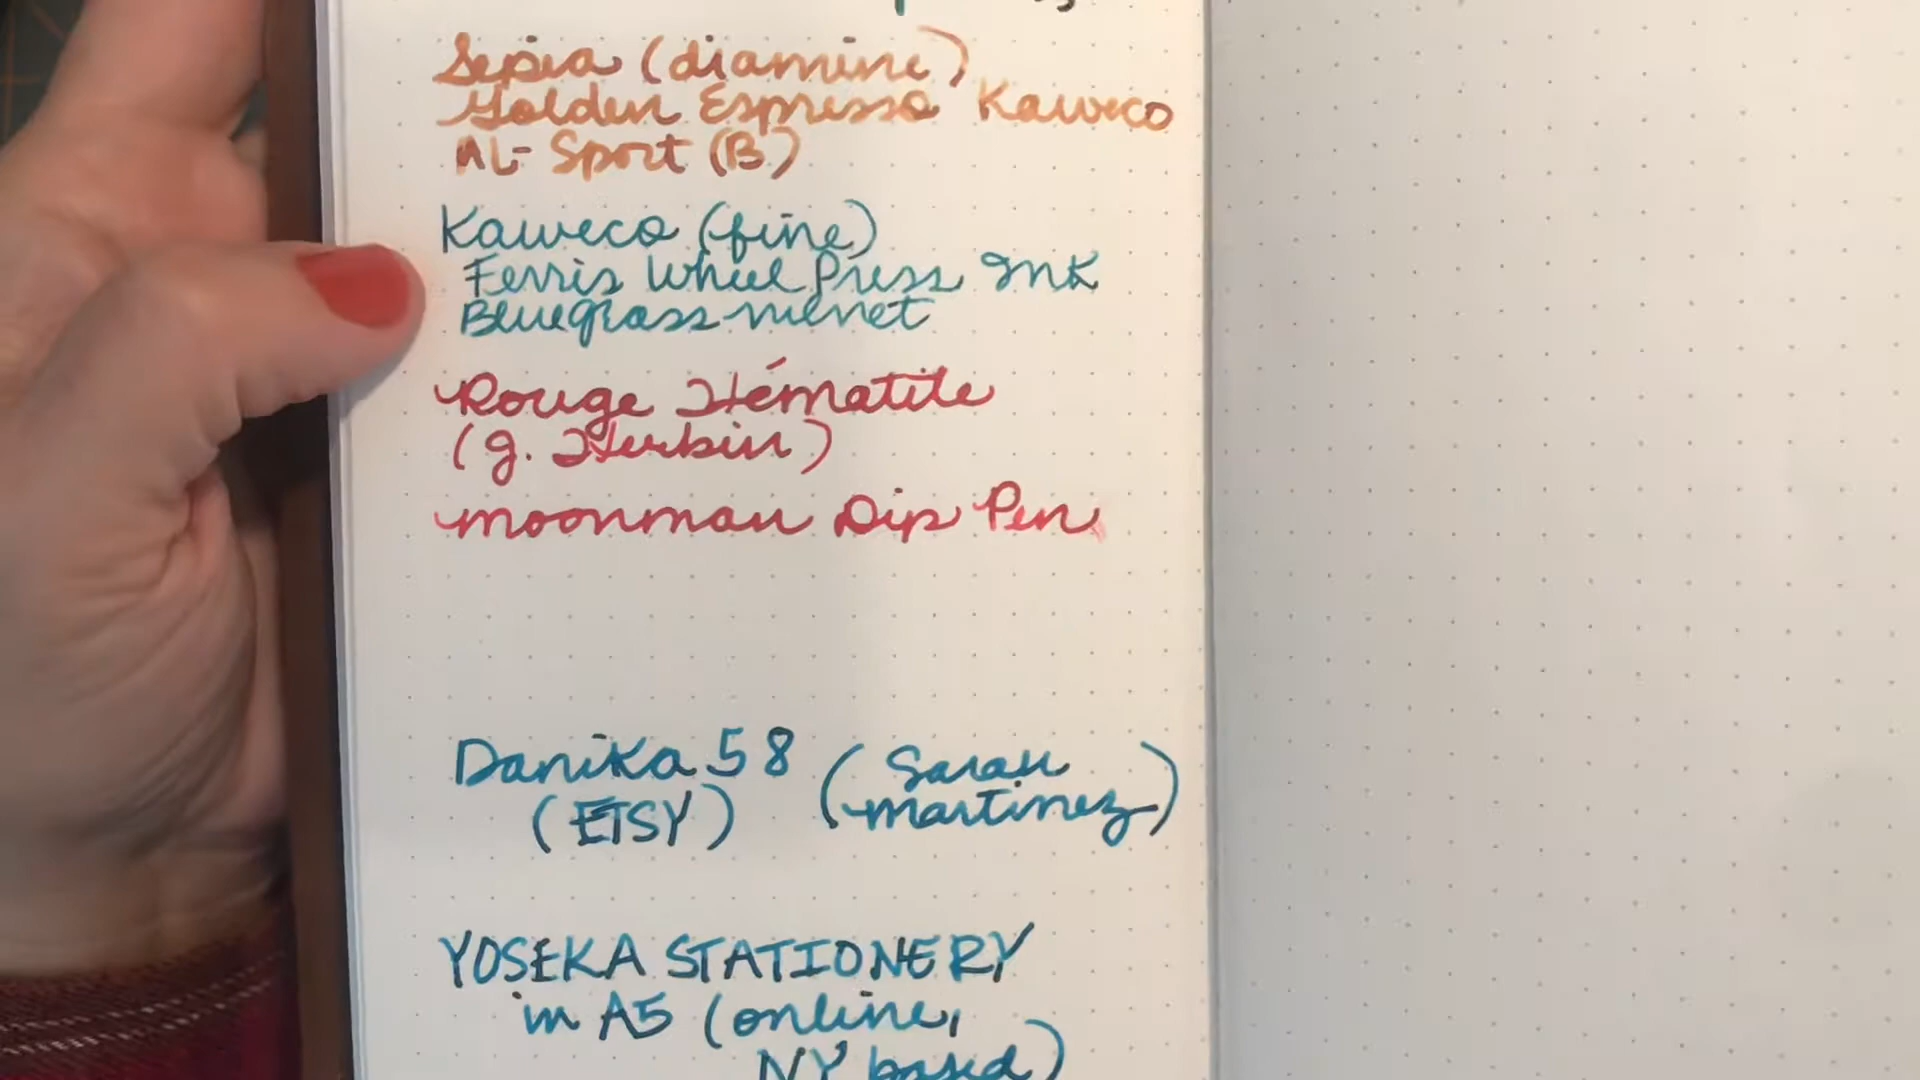 Sepia (diamine)
Golden Espresso Kaweco
AL-Sport (B)
Kaweco (fine)
Ferris Wheel Press Ink
Bluegrass velvet
Rouge Hématite
(J. Herbin)
moonman Dip Pen
Danika 58 (Sarah
(ETSY) martinez)
YOSEKA STATIONERY
in A5 (online,
NY based)